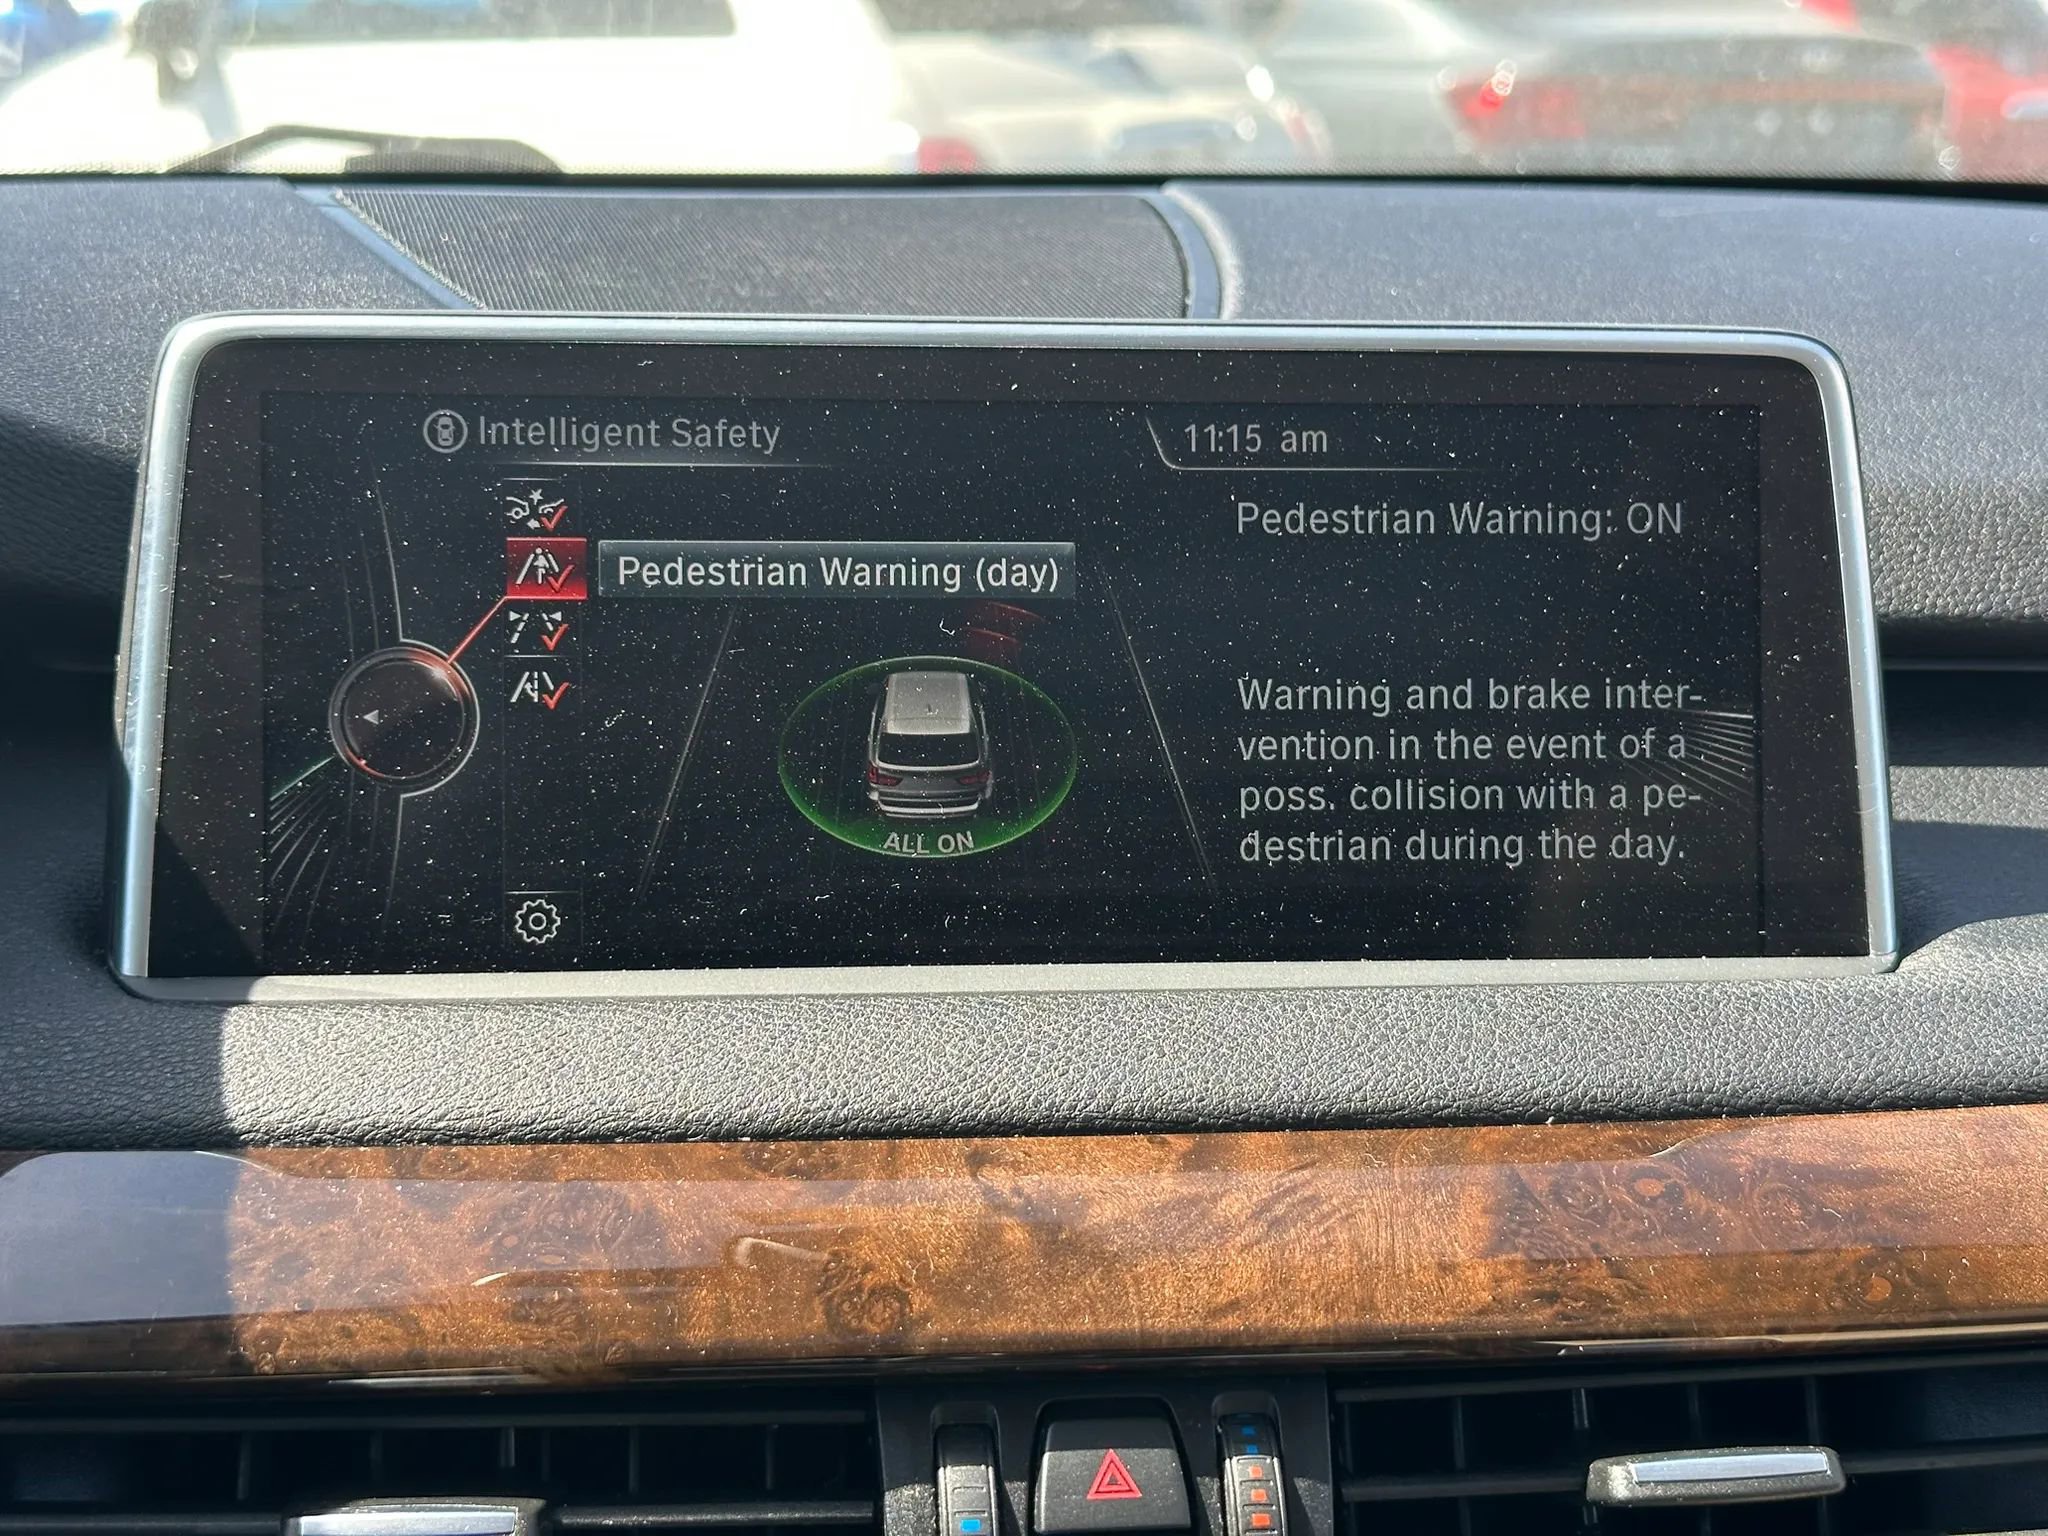 Intelligent Safety
11:15 am
Pedestrian Warning: ON
Pedestrian Warning (day)
Warning and brake inter-
vention in the event of a
poss. collision with a pe-
destrian during the day.
ALL ON